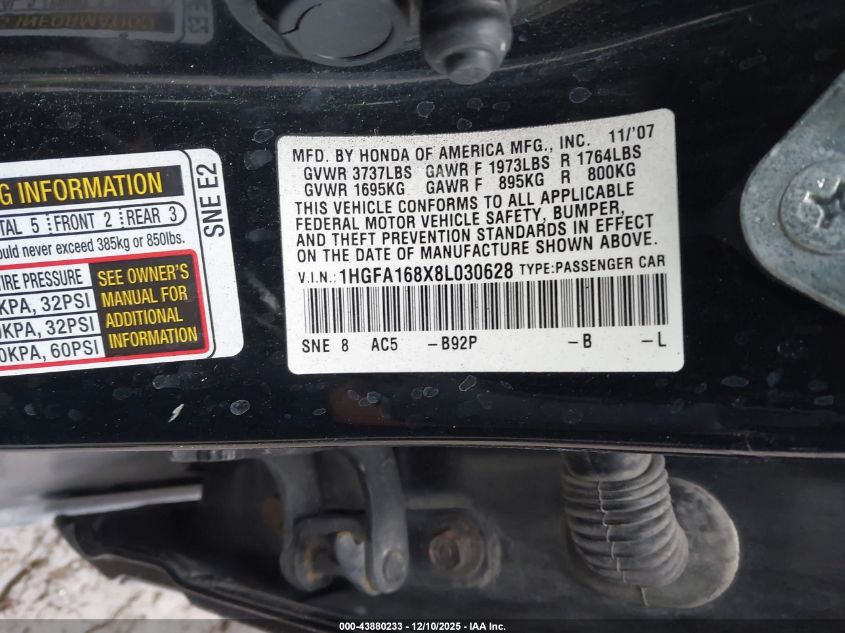 NG INFORMATION
TAL 5 FRONT 2 REAR 3
ould never exceed 385kg or 850lbs.
IRE PRESSURE
KPA, 32PSI
0KPA, 32PSI
0KPA, 60PSI
SEE OWNER'S
MANUAL FOR
ADDITIONAL
INFORMATION
SNE E2
MFD. BY HONDA OF AMERICA MFG., INC. 11/'07
GVWR 3737LBS GAWR F 1973LBS R 1764LBS
GVWR 1695KG GAWR F 895KG R 800KG
THIS VEHICLE CONFORMS TO ALL APPLICABLE
FEDERAL MOTOR VEHICLE SAFETY, BUMPER,
AND THEFT PREVENTION STANDARDS IN EFFECT
ON THE DATE OF MANUFACTURE SHOWN ABOVE.
V.I.N.: 1HGFA168X8L030628 TYPE:PASSENGER CAR
SNE 8 AC5 -B92P -B -L
000-43880233 - 12/10/2025 - IAA Inc.